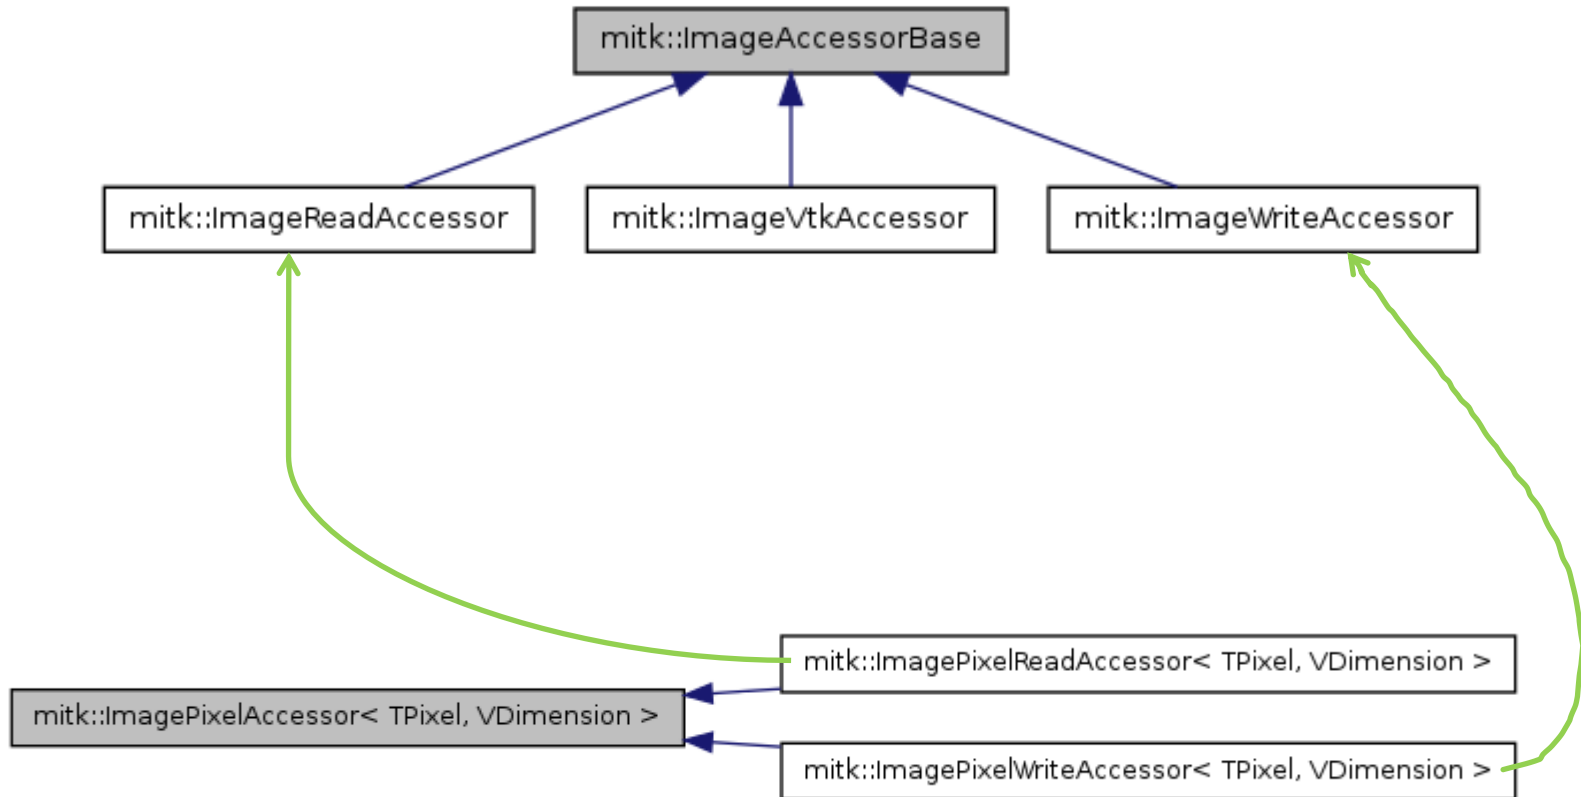 mitk::ImageAccessorBase
mitk::ImageReadAccessor
mitk::ImageVtkAccessor
mitk::ImageWriteAccessor
mitk::ImagePixelReadAccessor< TPixel, VDimension >
mitk::ImagePixelAccessor< TPixel, VDimension >
mitk::ImagePixelWriteAccessor< TPixel, VDimension >